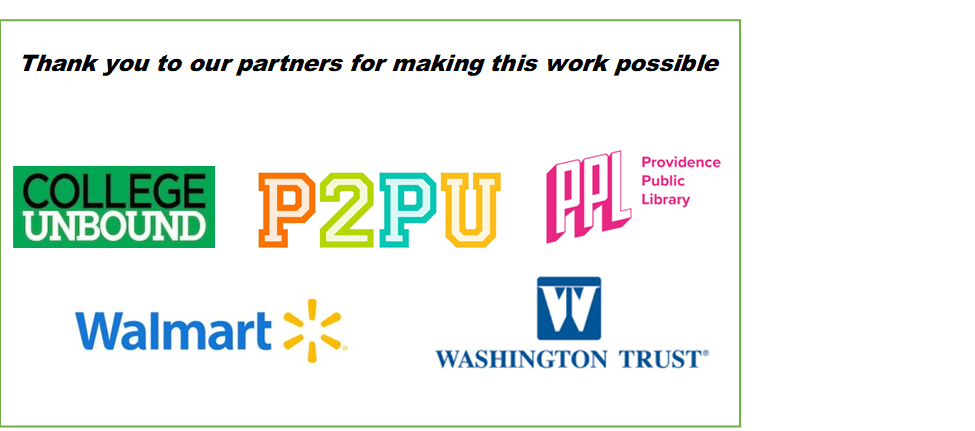 Thank you to our partners for making this work possible
COLLEGE
UNBOUND
P2PU
PPL
Providence
Public
Library
Walmart
W
WASHINGTON TRUST®